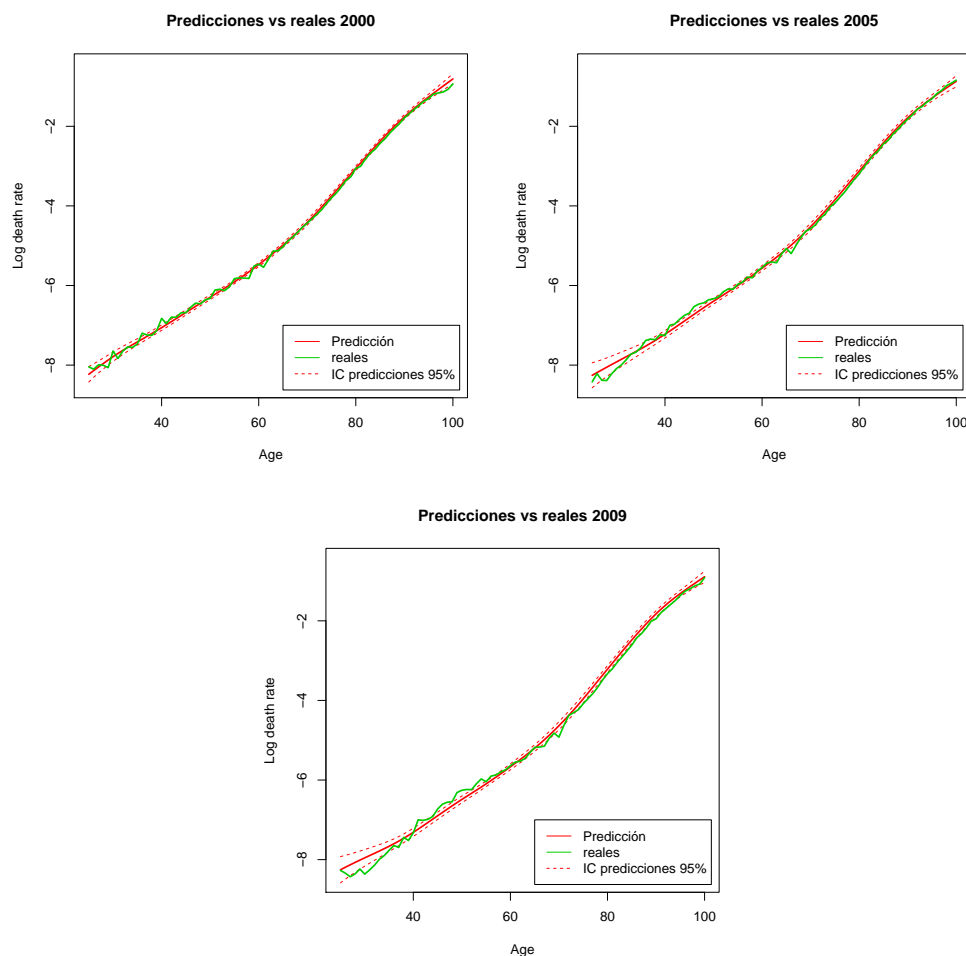 Predicciones vs reales 2000
Log death rate
-2
-4
-6
-8
40 60 80 100
Age
Predicción
reales
IC predicciones 95%
Predicciones vs reales 2005
Log death rate
-2
-4
-6
-8
40 60 80 100
Age
Predicción
reales
IC predicciones 95%
Predicciones vs reales 2009
Log death rate
-2
-4
-6
-8
40 60 80 100
Age
Predicción
reales
IC predicciones 95%